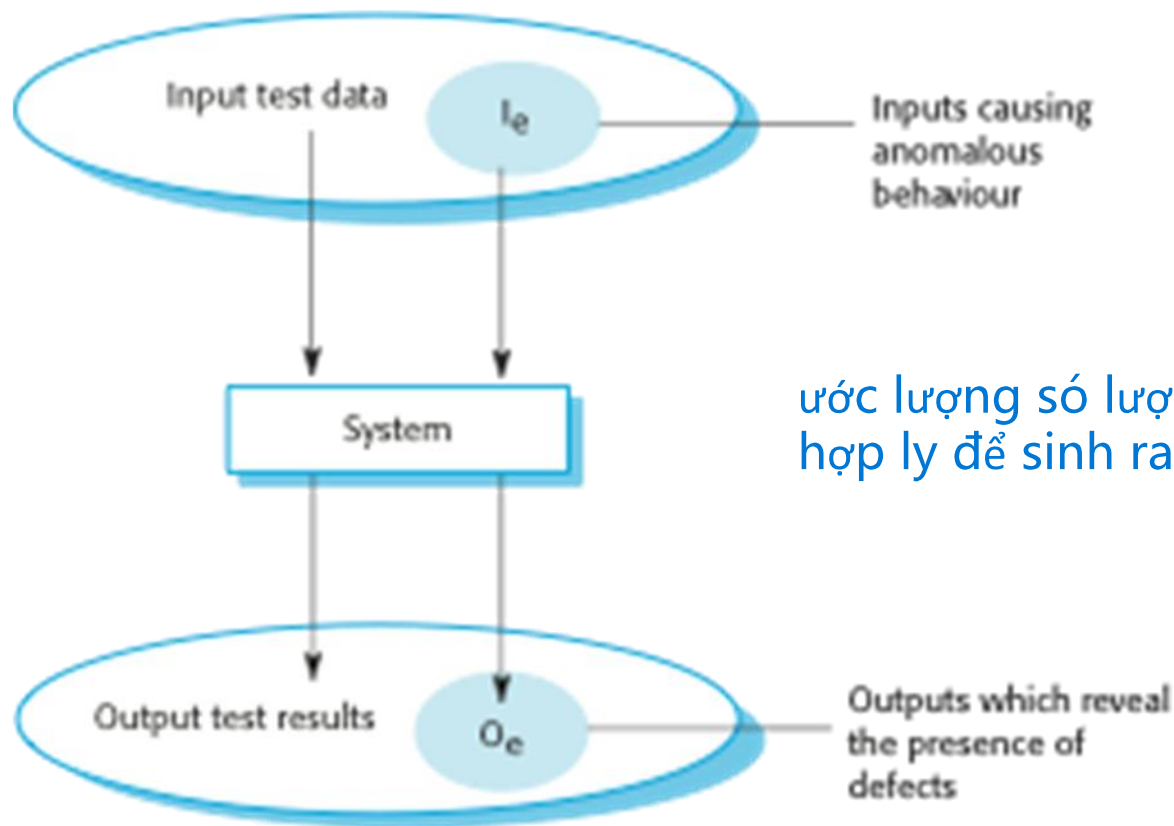 Input test data
Ie
Inputs causing
anomalous
behaviour
System
ước lượng só lượ
hợp ly để sinh ra
Output test results
Oe
Outputs which reveal
the presence of
defects